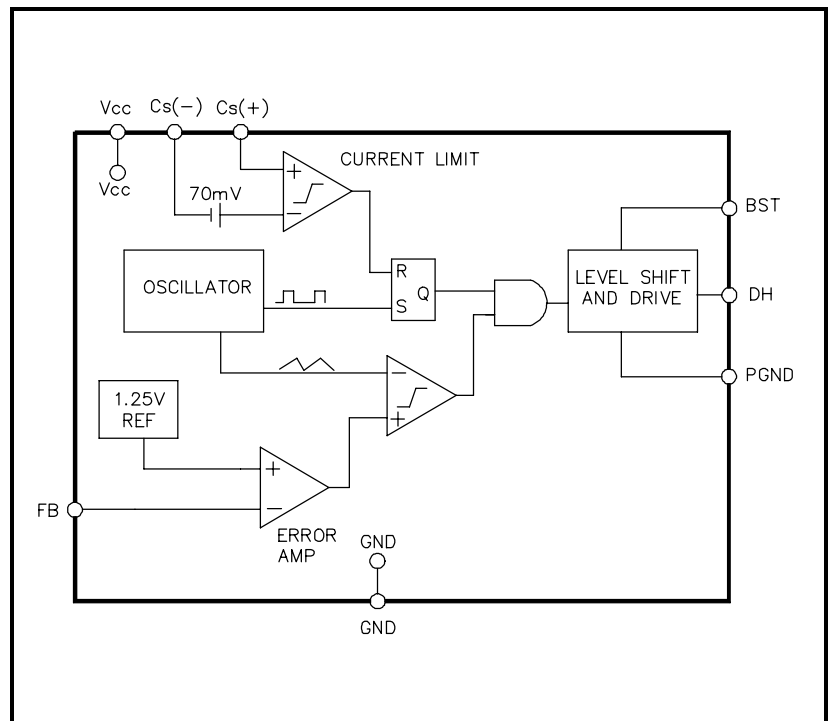 Vcc Cs(-) Cs(+)
CURRENT LIMIT
+
Vcc
70mV
-
BST
OSCILLATOR
R
S
Q
LEVEL SHIFT
AND DRIVE
DH
-
+
PGND
1.25V
REF
+
-
FB
ERROR
AMP
GND
GND